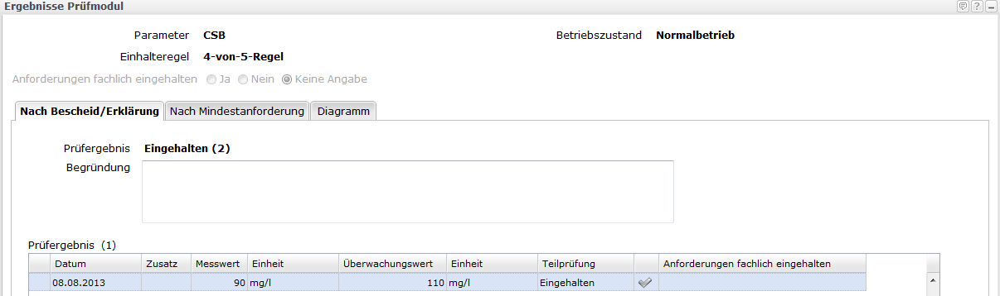 Ergebnisse Prüfmodul
Parameter CSB Betriebszustand Normalbetrieb
Einhalteregel 4-von-5-Regel
Anforderungen fachlich eingehalten Ja Nein Keine Angabe
Nach Bescheid/Erklärung Nach Mindestanforderung Diagramm
Prüfergebnis Eingehalten (2)
Begründung
Prüfergebnis (1)
Datum Zusatz Messwert Einheit Überwachungswert Einheit Teilprüfung Anforderungen fachlich eingehalten
08.08.2013 90 mg/l 110 mg/l Eingehalten